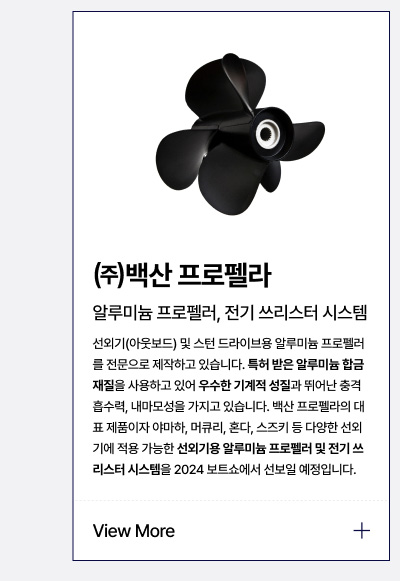 (주)백산 프로펠라
알루미늄 프로펠러, 전기 쓰리스터 시스템
선외기(아웃보드) 및 스턴 드라이브용 알루미늄 프로펠러
를 전문으로 제작하고 있습니다. 특허 받은 알루미늄 합금
재질을 사용하고 있어 우수한 기계적 성질과 뛰어난 충격
흡수력, 내마모성을 가지고 있습니다. 백산 프로펠라의 대
표 제품이자 야마하, 머큐리, 혼다, 스즈키 등 다양한 선외
기에 적용 가능한 선외기용 알루미늄 프로펠러 및 전기 쓰
리스터 시스템을 2024 보트쇼에서 선보일 예정입니다.
View More